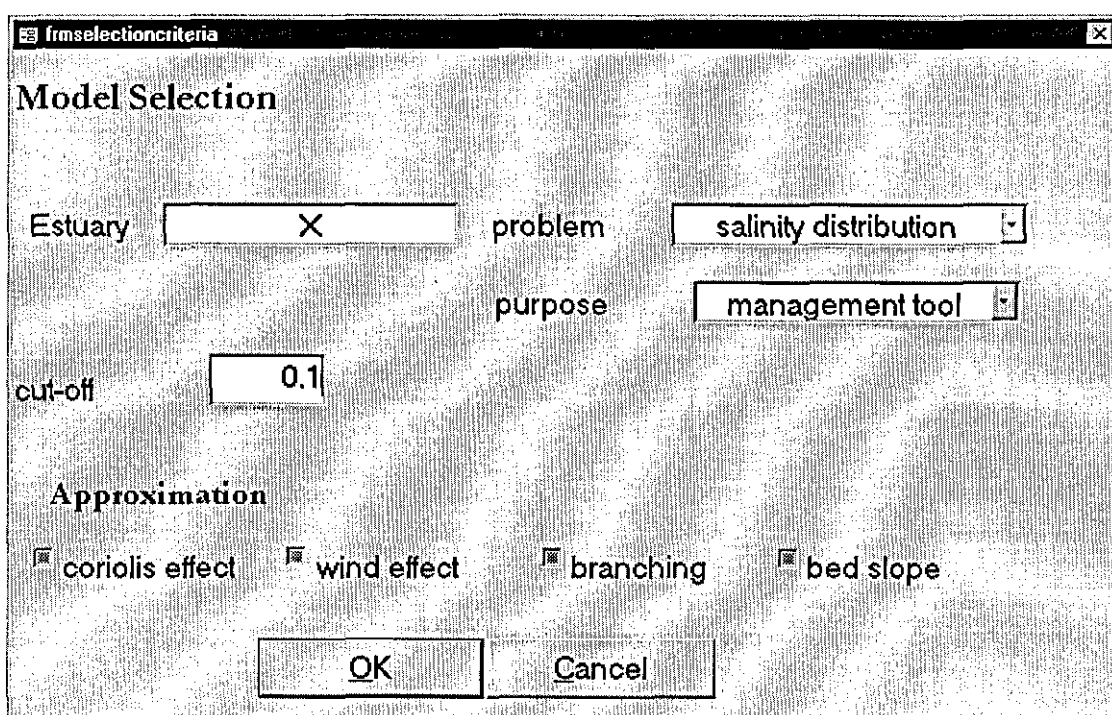 frmselectioncriteria
Model Selection
Estuary X problem salinity distribution
purpose management tool
cut-off 0.1
Approximation
coriolis effect wind effect branching bed slope
OK Cancel